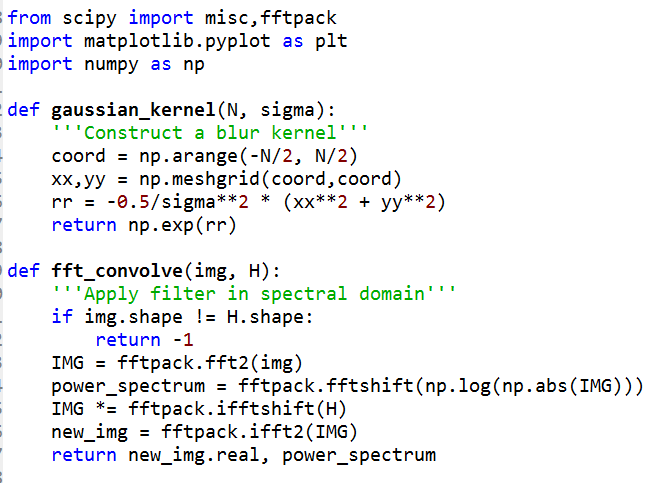 from scipy import misc,fftpack
import matplotlib.pyplot as plt
import numpy as np
def gaussian_kernel(N, sigma):
    '''Construct a blur kernel'''
    coord = np.arange(-N/2, N/2)
    xx,yy = np.meshgrid(coord,coord)
    rr = -0.5/sigma**2 * (xx**2 + yy**2)
    return np.exp(rr)
def fft_convolve(img, H):
    '''Apply filter in spectral domain'''
    if img.shape != H.shape:
        return -1
    IMG = fftpack.fft2(img)
    power_spectrum = fftpack.fftshift(np.log(np.abs(IMG)))
    IMG *= fftpack.ifftshift(H)
    new_img = fftpack.ifft2(IMG)
    return new_img.real, power_spectrum